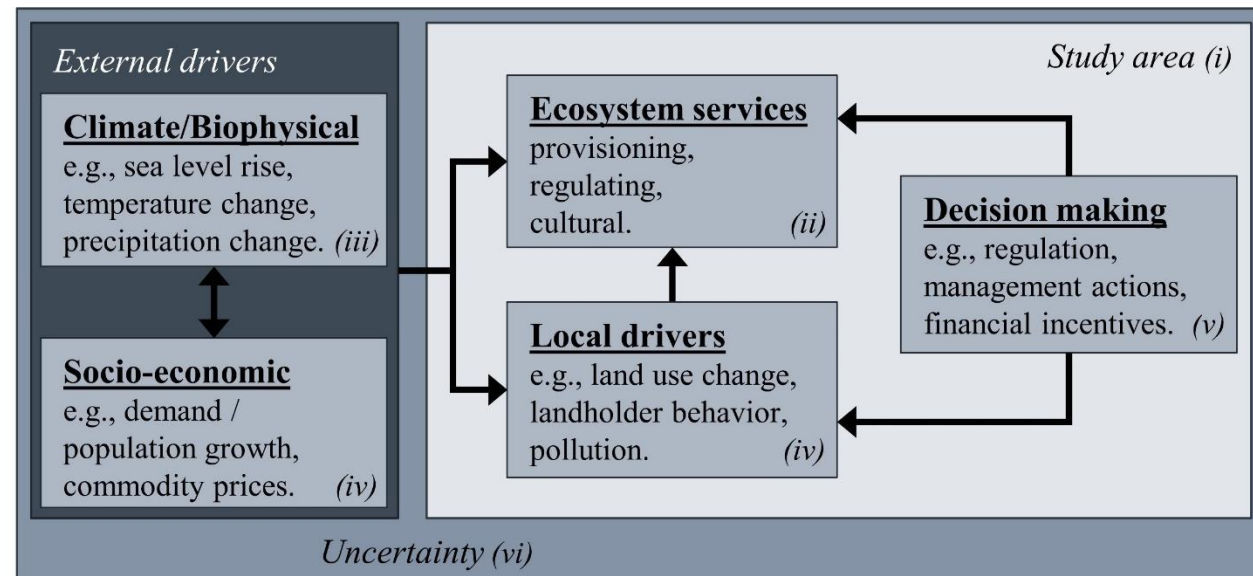 External drivers
Climate/Biophysical
e.g., sea level rise,
temperature change,
precipitation change. (iii)
Socio-economic
e.g., demand /
population growth,
commodity prices. (iv)
Study area (i)
Ecosystem services
provisioning,
regulating,
cultural. (ii)
Local drivers
e.g., land use change,
landholder behavior,
pollution. (iv)
Decision making
e.g., regulation,
management actions,
financial incentives. (v)
Uncertainty (vi)